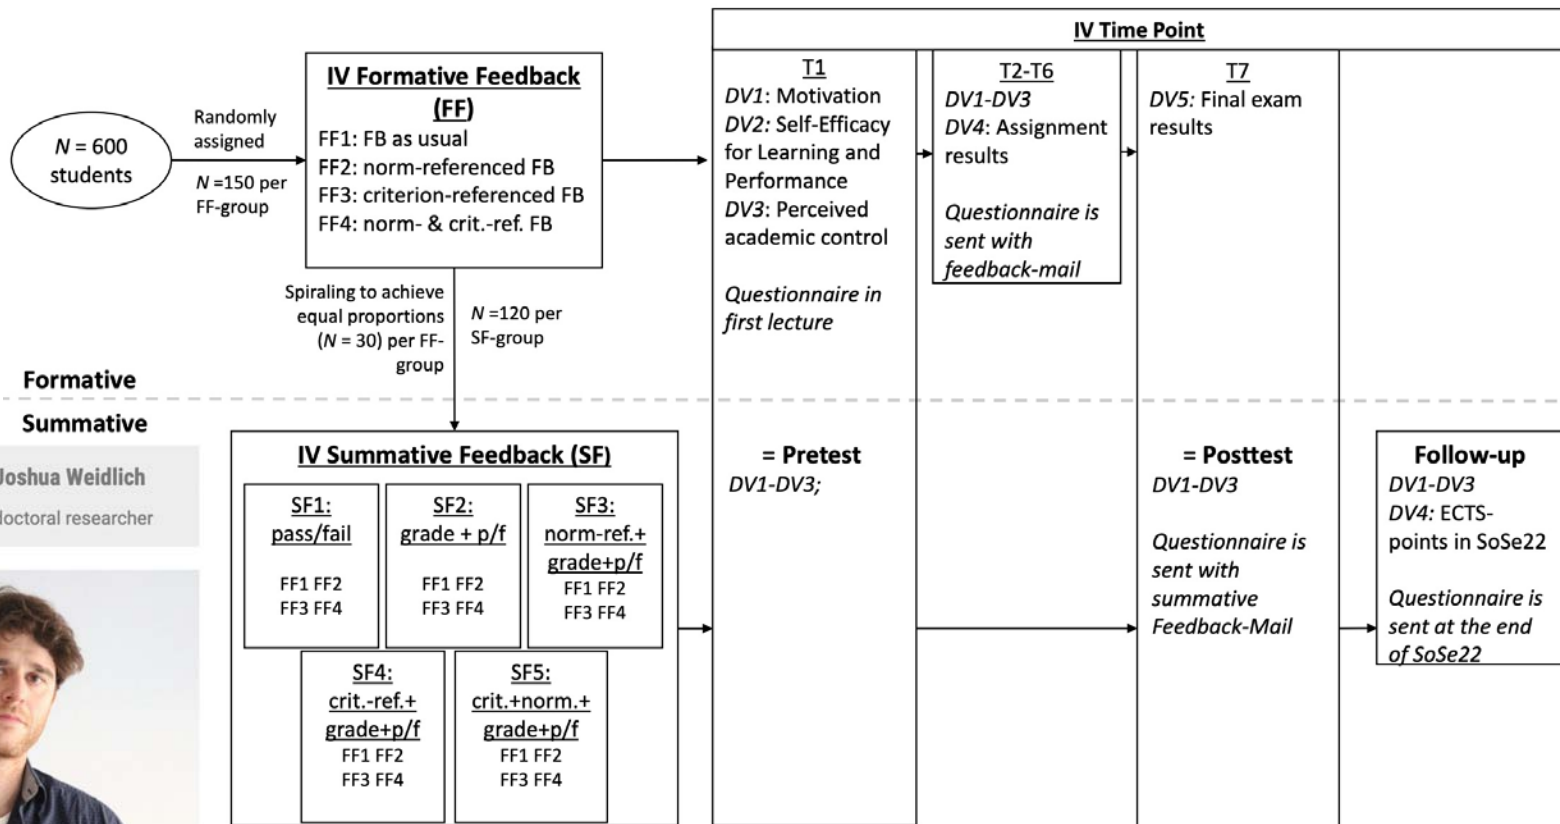 IV Time Point
N = 600
students
Randomly
assigned
N =150 per
FF-group
IV Formative Feedback
(FF)
FF1: FB as usual
FF2: norm-referenced FB
FF3: criterion-referenced FB
FF4: norm- & crit.-ref. FB
T1
DV1: Motivation
DV2: Self-Efficacy
for Learning and
Performance
DV3: Perceived
academic control
Questionnaire in
first lecture
T2-T6
DV1-DV3
DV4: Assignment
results
Questionnaire is
sent with
feedback-mail
T7
DV5: Final exam
results
Spiraling to achieve
equal proportions
(N = 30) per FF-
group
N =120 per
SF-group
Formative
Summative
Joshua Weidlich
doctoral researcher
IV Summative Feedback (SF)
SF1:
pass/fail
FF1 FF2
FF3 FF4
SF2:
grade + p/f
FF1 FF2
FF3 FF4
SF3:
norm-ref.+
grade+p/f
FF1 FF2
FF3 FF4
SF4:
crit.-ref.+
grade+p/f
FF1 FF2
FF3 FF4
SF5:
crit.+norm.+
grade+p/f
FF1 FF2
FF3 FF4
= Pretest
DV1-DV3;
= Posttest
DV1-DV3
Questionnaire is
sent with
summative
Feedback-Mail
Follow-up
DV1-DV3
DV4: ECTS-
points in SoSe22
Questionnaire is
sent at the end
of SoSe22